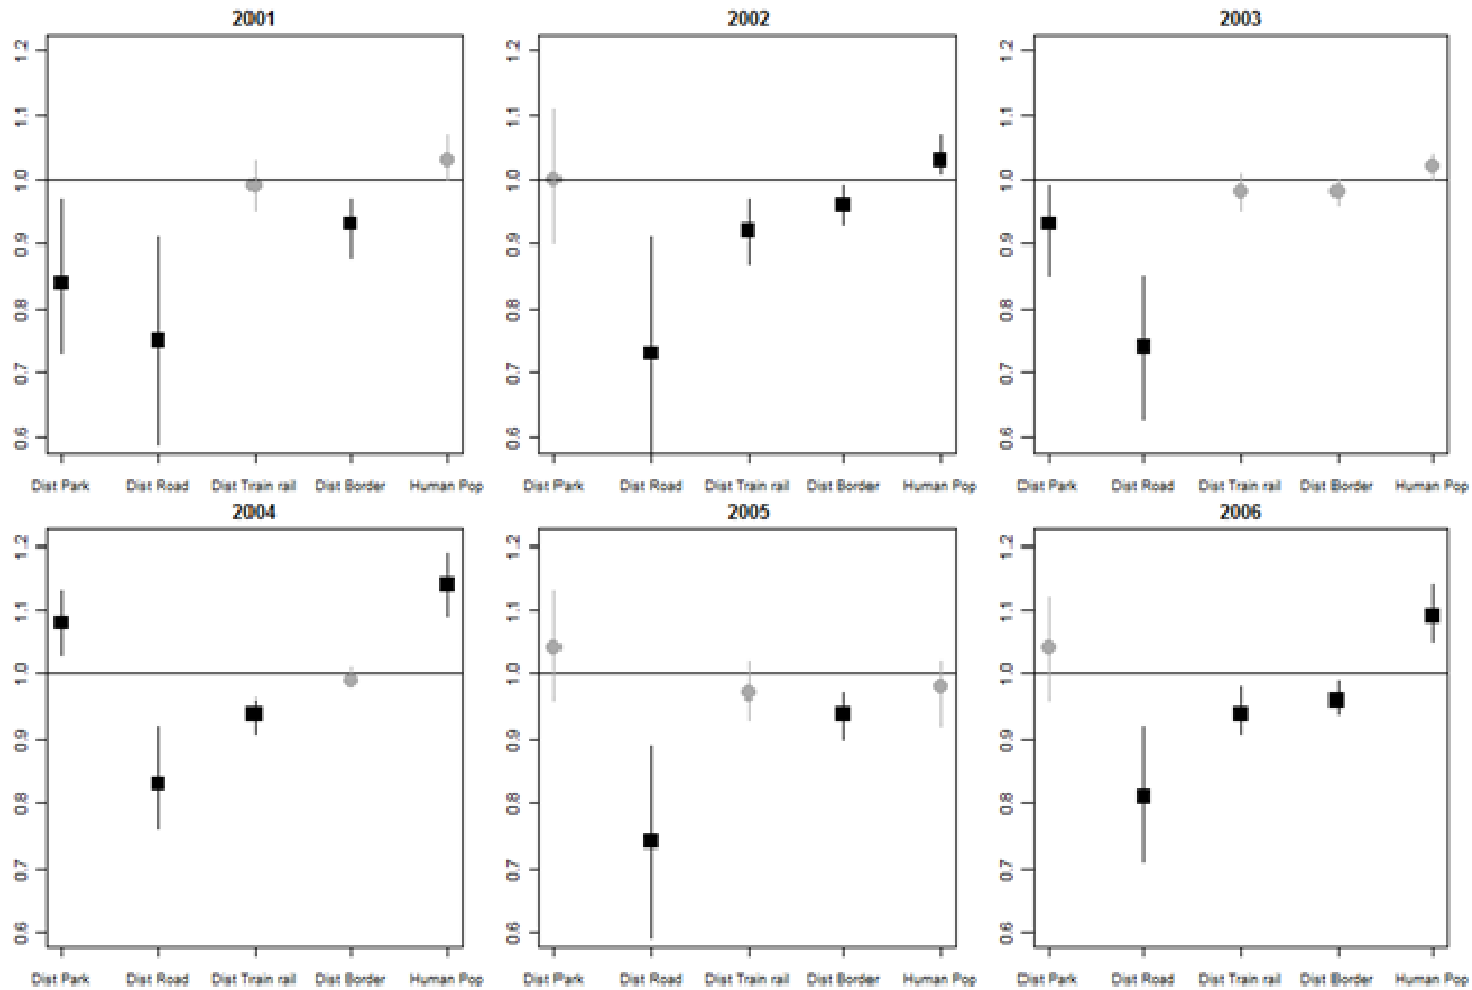 2001 2002 2003
1.2 1.2 1.2
1.1 1.1 1.1
1.0 1.0 1.0
0.9 0.9 0.9
0.8 0.8 0.8
0.7 0.7 0.7
0.6 0.6 0.6
Dist Park Dist Road Dist Train rail Dist Border Human Pop Dist Park Dist Road Dist Train rail Dist Border Human Pop Dist Park Dist Road Dist Train rail Dist Border Human Pop
2004 2005 2006
1.2 1.2 1.2
1.1 1.1 1.1
1.0 1.0 1.0
0.9 0.9 0.9
0.8 0.8 0.8
0.7 0.7 0.7
0.6 0.6 0.6
Dist Park Dist Road Dist Train rail Dist Border Human Pop Dist Park Dist Road Dist Train rail Dist Border Human Pop Dist Park Dist Road Dist Train rail Dist Border Human Pop